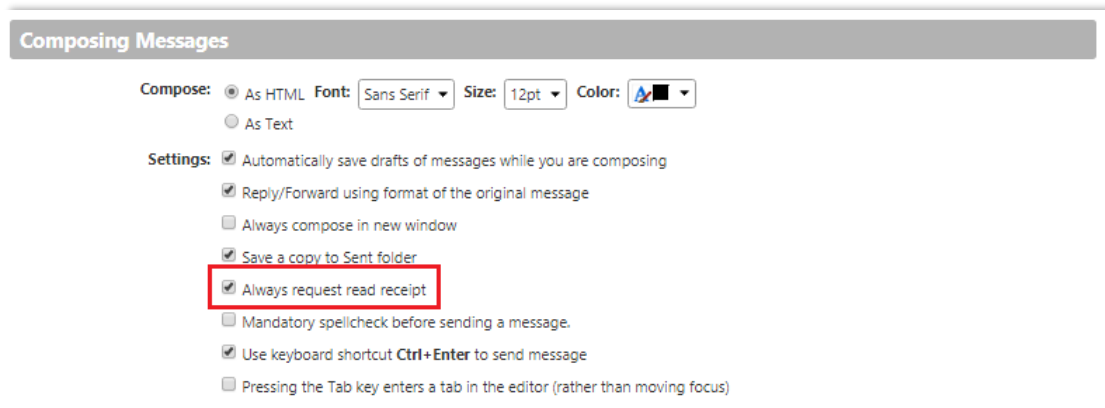 Composing Messages
Compose: As HTML Font: Sans Serif Size: 12pt Color:
As Text
Settings: Automatically save drafts of messages while you are composing
Reply/Forward using format of the original message
Always compose in new window
Save a copy to Sent folder
Always request read receipt
Mandatory spellcheck before sending a message.
Use keyboard shortcut Ctrl+Enter to send message
Pressing the Tab key enters a tab in the editor (rather than moving focus)